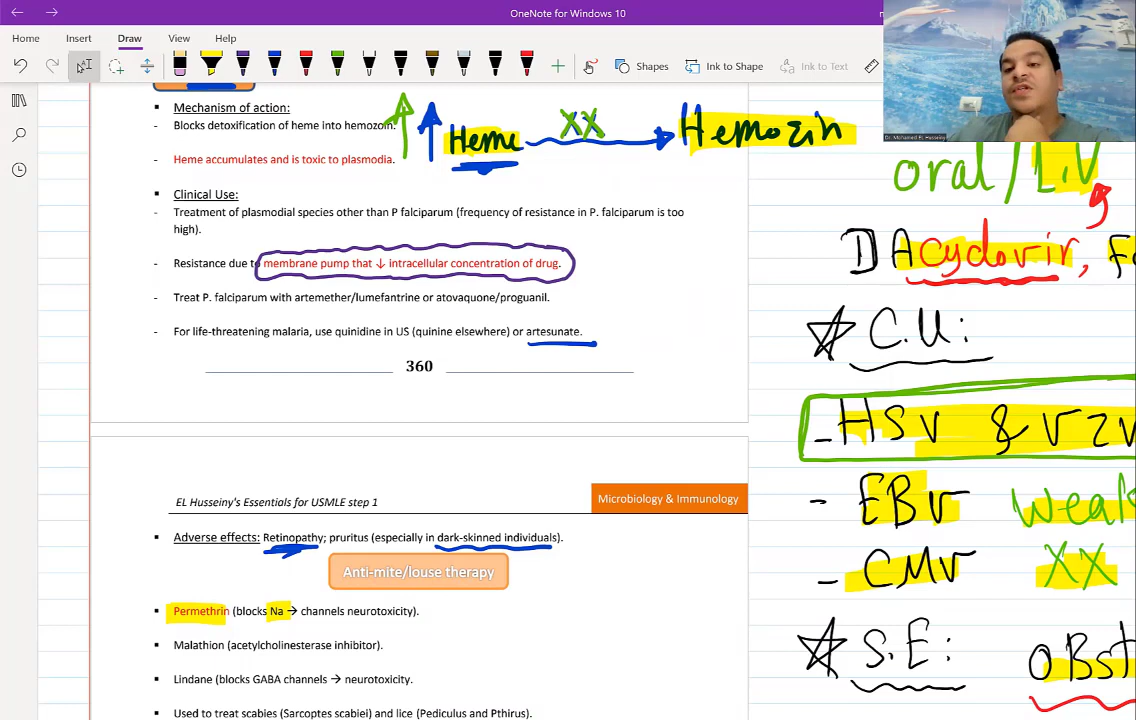 OneNote for Windows 10
Home Insert Draw View Help
Shapes Ink to Shape Ink to Text
Dr. Mohamed EL Husseiny
Mechanism of action:
- Blocks detoxification of heme into hemozoin.
XX
Heme Hemozin
- Heme accumulates and is toxic to plasmodia.
oral / I.V
Clinical Use:
- Treatment of plasmodial species other than P falciparum (frequency of resistance in P. falciparum is too
high).
- Resistance due to membrane pump that ↓ intracellular concentration of drug.
Acyclovir,
- Treat P. falciparum with artemether/lumefantrine or atovaquone/proguanil.
- For life-threatening malaria, use quinidine in US (quinine elsewhere) or artesunate.
C.U:
360
- HSV & VZV
EL Husseiny's Essentials for USMLE step 1
Microbiology & Immunology
- EBV weak
Adverse effects: Retinopathy; pruritus (especially in dark-skinned individuals).
Anti-mite/louse therapy
- CMV XX
Permethrin (blocks Na → channels neurotoxicity).
Malathion (acetylcholinesterase inhibitor).
S.E: OBst
Lindane (blocks GABA channels → neurotoxicity.
Used to treat scabies (Sarcoptes scabiei) and lice (Pediculus and Pthirus).